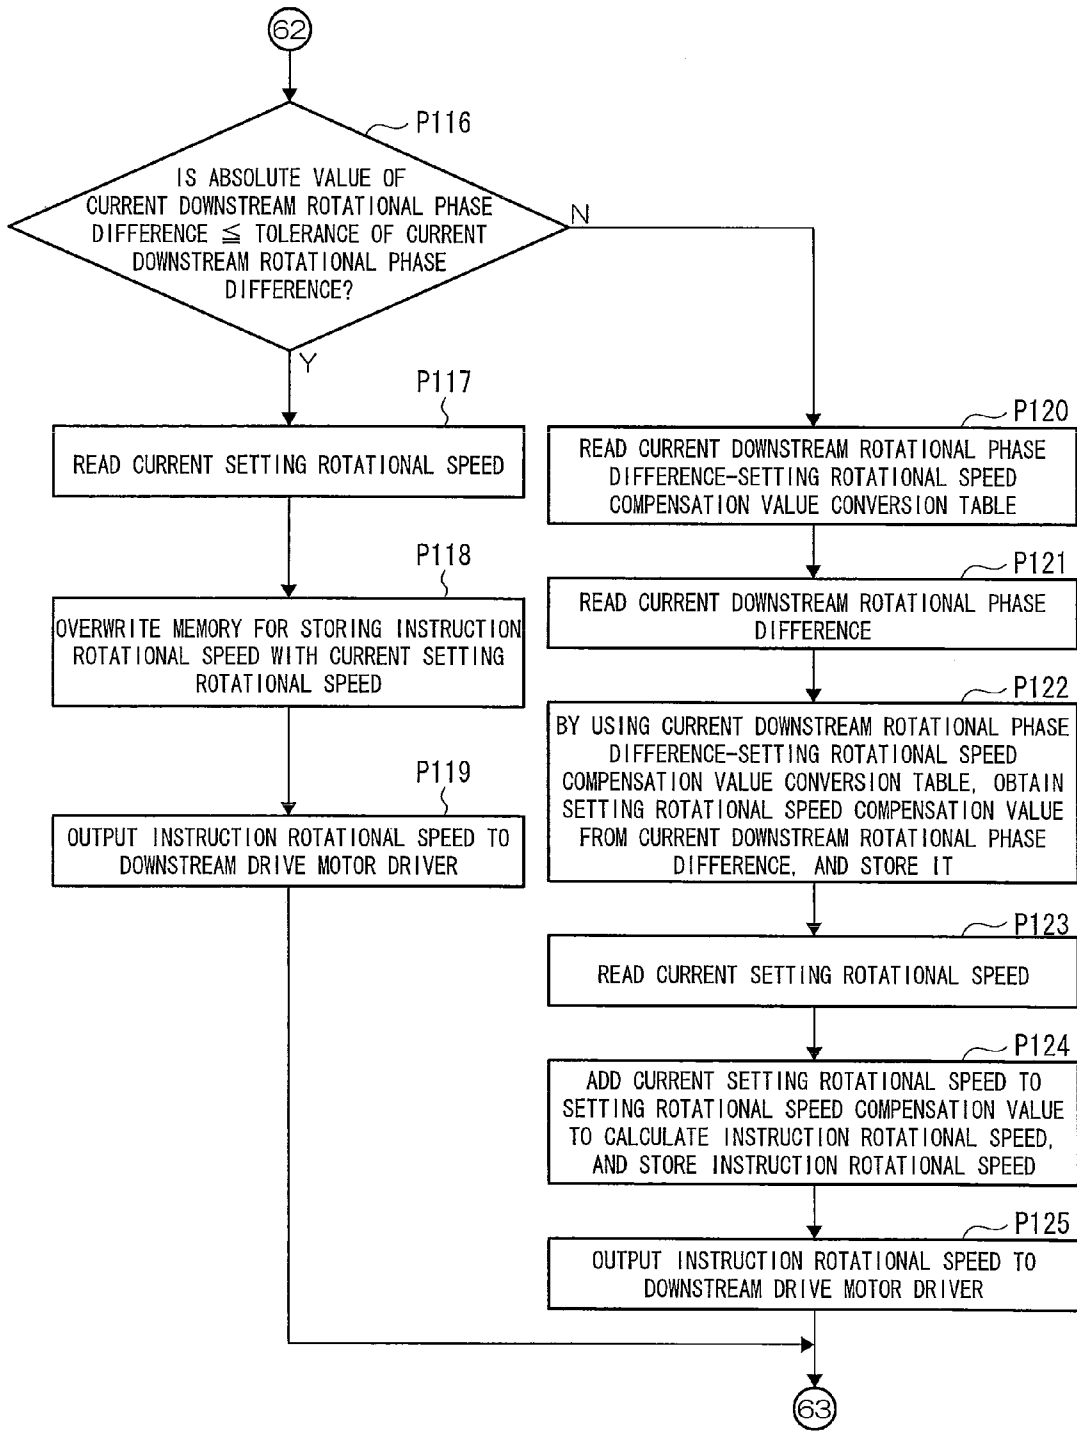 62
P116
IS ABSOLUTE VALUE OF
CURRENT DOWNSTREAM ROTATIONAL PHASE
DIFFERENCE ≦ TOLERANCE OF CURRENT
DOWNSTREAM ROTATIONAL PHASE
DIFFERENCE?
N
Y
P117
READ CURRENT SETTING ROTATIONAL SPEED
P118
OVERWRITE MEMORY FOR STORING INSTRUCTION
ROTATIONAL SPEED WITH CURRENT SETTING
ROTATIONAL SPEED
P119
OUTPUT INSTRUCTION ROTATIONAL SPEED TO
DOWNSTREAM DRIVE MOTOR DRIVER
P120
READ CURRENT DOWNSTREAM ROTATIONAL PHASE
DIFFERENCE-SETTING ROTATIONAL SPEED
COMPENSATION VALUE CONVERSION TABLE
P121
READ CURRENT DOWNSTREAM ROTATIONAL PHASE
DIFFERENCE
P122
BY USING CURRENT DOWNSTREAM ROTATIONAL PHASE
DIFFERENCE-SETTING ROTATIONAL SPEED
COMPENSATION VALUE CONVERSION TABLE, OBTAIN
SETTING ROTATIONAL SPEED COMPENSATION VALUE
FROM CURRENT DOWNSTREAM ROTATIONAL PHASE
DIFFERENCE, AND STORE IT
P123
READ CURRENT SETTING ROTATIONAL SPEED
P124
ADD CURRENT SETTING ROTATIONAL SPEED TO
SETTING ROTATIONAL SPEED COMPENSATION VALUE
TO CALCULATE INSTRUCTION ROTATIONAL SPEED,
AND STORE INSTRUCTION ROTATIONAL SPEED
P125
OUTPUT INSTRUCTION ROTATIONAL SPEED TO
DOWNSTREAM DRIVE MOTOR DRIVER
63